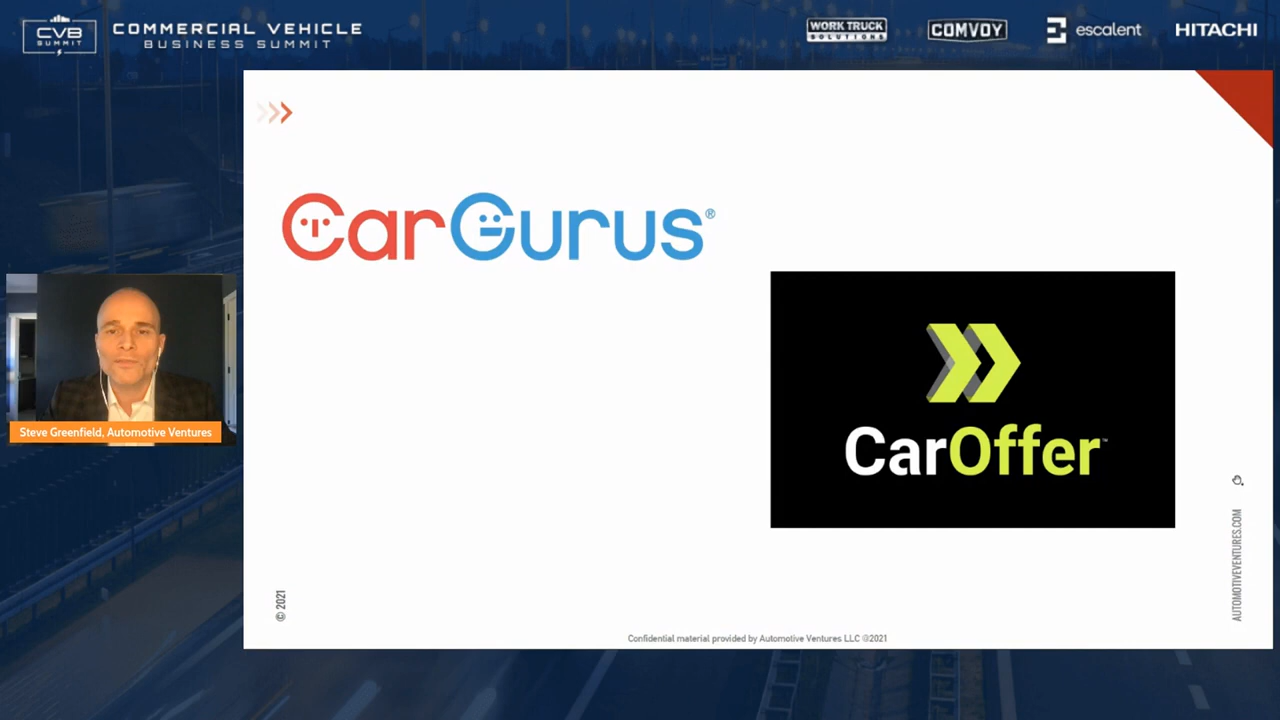 CVB
SUMMIT
COMMERCIAL VEHICLE
BUSINESS SUMMIT
WORK TRUCK
SOLUTIONS
COMVOY
escalent
HITACHI
CarGurus®
CarOffer™
Steve Greenfield, Automotive Ventures
AUTOMOTIVEVENTURES.COM
© 2021
Confidential material provided by Automotive Ventures LLC @2021